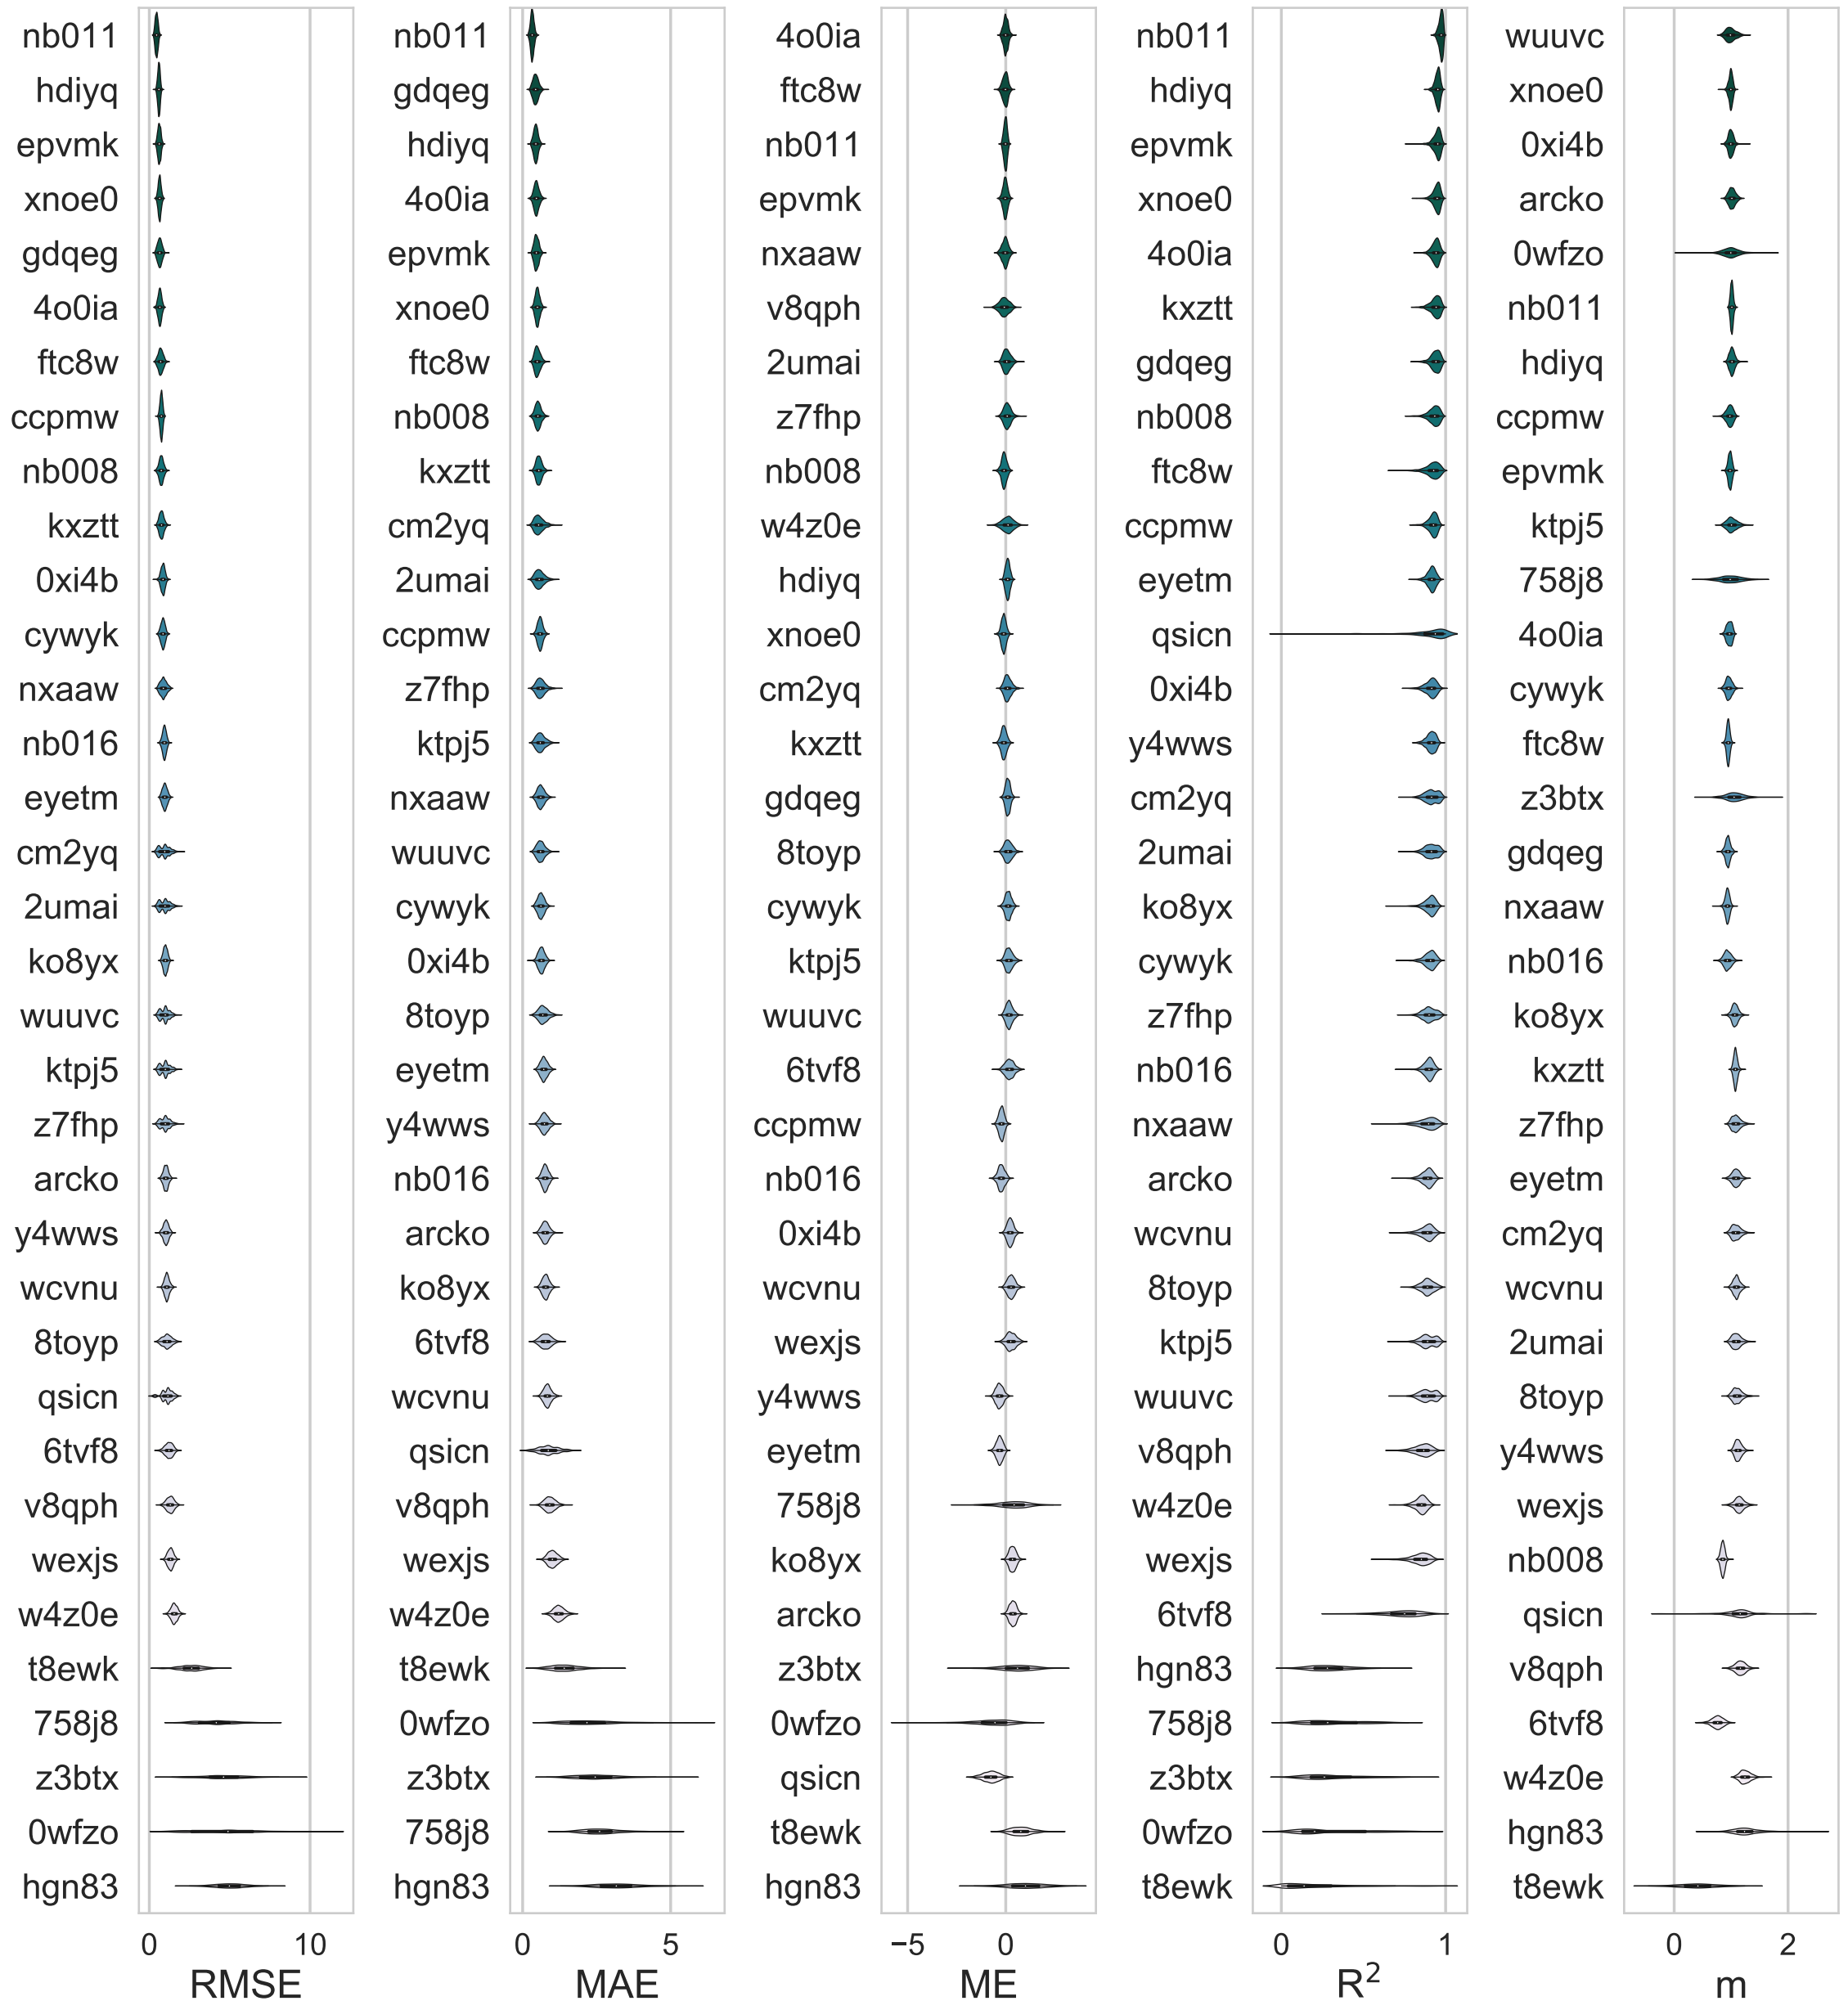 nb011 nb011 4o0ia nb011 wuuvc
hdiyq gdqeg ftc8w hdiyq xnoe0
epvmk hdiyq nb011 epvmk 0xi4b
xnoe0 4o0ia epvmk xnoe0 arcko
gdqeg epvmk nxaaw 4o0ia 0wfzo
4o0ia xnoe0 v8qph kxztt nb011
ftc8w ftc8w 2umai gdqeg hdiyq
ccpmw nb008 z7fhp nb008 ccpmw
nb008 kxztt nb008 ftc8w epvmk
kxztt cm2yq w4z0e ccpmw ktpj5
0xi4b 2umai hdiyq eyetm 758j8
cywyk ccpmw xnoe0 qsicn 4o0ia
nxaaw z7fhp cm2yq 0xi4b cywyk
nb016 ktpj5 kxztt y4wws ftc8w
eyetm nxaaw gdqeg cm2yq z3btx
cm2yq wuuvc 8toyp 2umai gdqeg
2umai cywyk cywyk ko8yx nxaaw
ko8yx 0xi4b ktpj5 cywyk nb016
wuuvc 8toyp wuuvc z7fhp ko8yx
ktpj5 eyetm 6tvf8 nb016 kxztt
z7fhp y4wws ccpmw nxaaw z7fhp
arcko nb016 nb016 arcko eyetm
y4wws arcko 0xi4b wcvnu cm2yq
wcvnu ko8yx wcvnu 8toyp wcvnu
8toyp 6tvf8 wexjs ktpj5 2umai
qsicn wcvnu y4wws wuuvc 8toyp
6tvf8 qsicn eyetm v8qph y4wws
v8qph v8qph 758j8 w4z0e wexjs
wexjs wexjs ko8yx wexjs nb008
w4z0e w4z0e arcko 6tvf8 qsicn
t8ewk t8ewk z3btx hgn83 v8qph
758j8 0wfzo 0wfzo 758j8 6tvf8
z3btx z3btx qsicn z3btx w4z0e
0wfzo 758j8 t8ewk 0wfzo hgn83
hgn83 hgn83 hgn83 t8ewk t8ewk
0 10 0 5 −5 0 0 1 0 2
RMSE MAE ME R² m